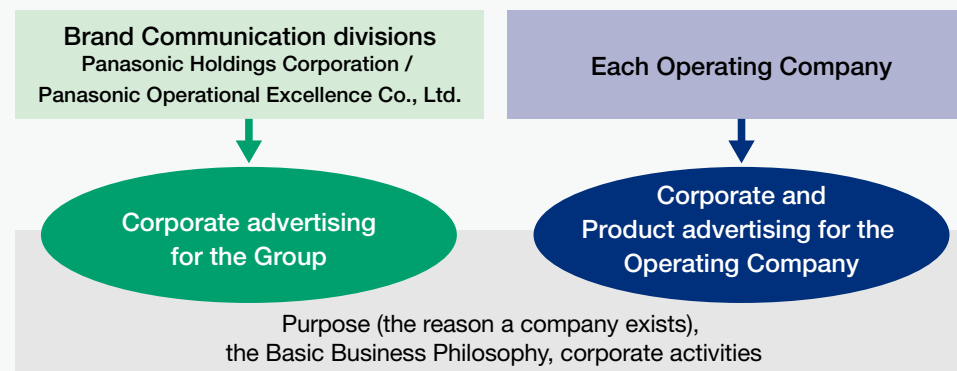 Brand Communication divisions
Panasonic Holdings Corporation /
Panasonic Operational Excellence Co., Ltd.
Each Operating Company
Corporate advertising
for the Group
Corporate and
Product advertising for the
Operating Company
Purpose (the reason a company exists),
the Basic Business Philosophy, corporate activities